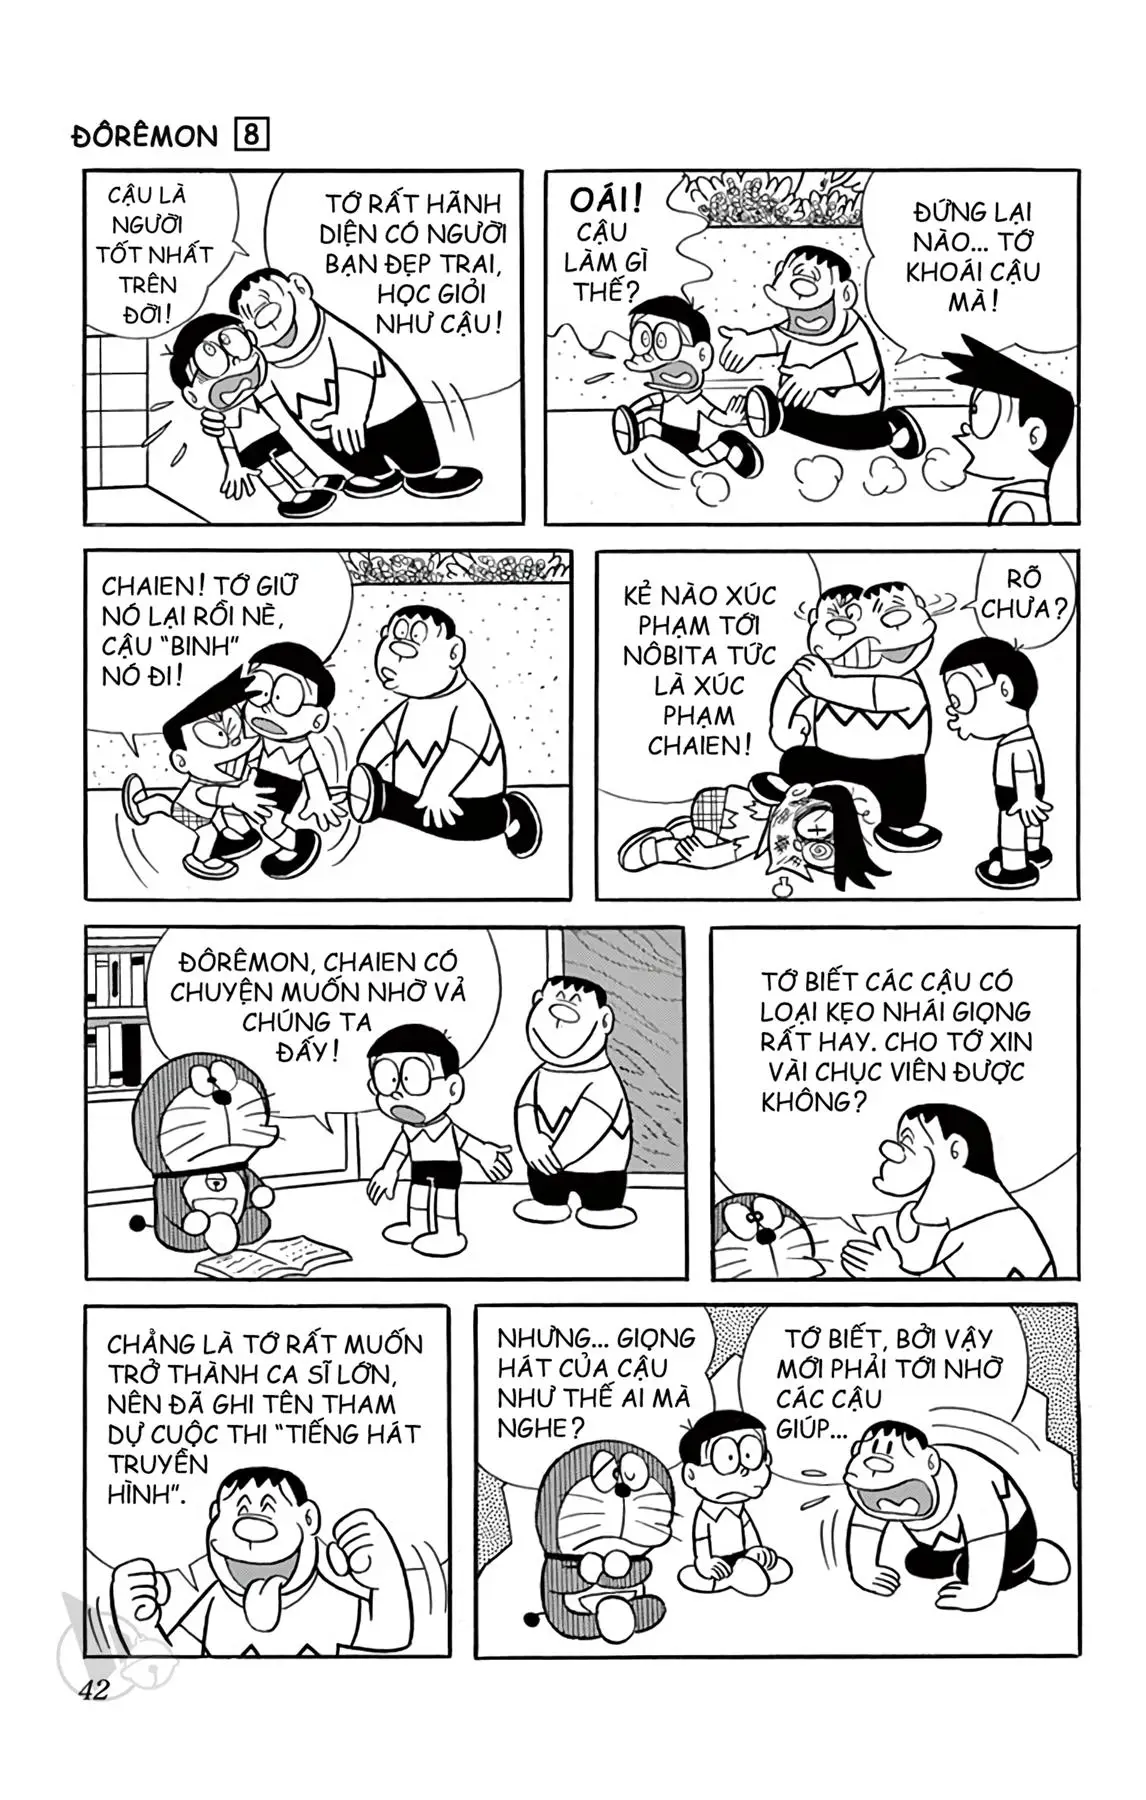 ĐÔRÊMON 8
CẬU LÀ
NGƯỜI
TỐT NHẤT
TRÊN
ĐỜI!
TỚ RẤT HÃNH
DIỆN CÓ NGƯỜI
BẠN ĐẸP TRAI,
HỌC GIỎI
NHƯ CẬU!
OÁI!
CẬU
LÀM GÌ
THẾ?
ĐỨNG LẠI
NÀO... TỚ
KHOÁI CẬU
MÀ!
CHAIEN! TỚ GIỮ
NÓ LẠI RỒI NÈ,
CẬU “BINH”
NÓ ĐI!
KẺ NÀO XÚC
PHẠM TỚI
NÔBITA TỨC
LÀ XÚC
PHẠM
CHAIEN!
RÕ
CHƯA?
ĐÔRÊMON, CHAIEN CÓ
CHUYỆN MUỐN NHỜ VẢ
CHÚNG TA
ĐẤY!
TỚ BIẾT CÁC CẬU CÓ
LOẠI KẸO NHÁI GIỌNG
RẤT HAY. CHO TỚ XIN
VÀI CHỤC VIÊN ĐƯỢC
KHÔNG?
CHẲNG LÀ TỚ RẤT MUỐN
TRỞ THÀNH CA SĨ LỚN,
NÊN ĐÃ GHI TÊN THAM
DỰ CUỘC THI “TIẾNG HÁT
TRUYỀN
HÌNH”.
NHƯNG... GIỌNG
HÁT CỦA CẬU
NHƯ THẾ AI MÀ
NGHE?
TỚ BIẾT, BỞI VẬY
MỚI PHẢI TỚI NHỜ
CÁC CẬU
GIÚP...
42